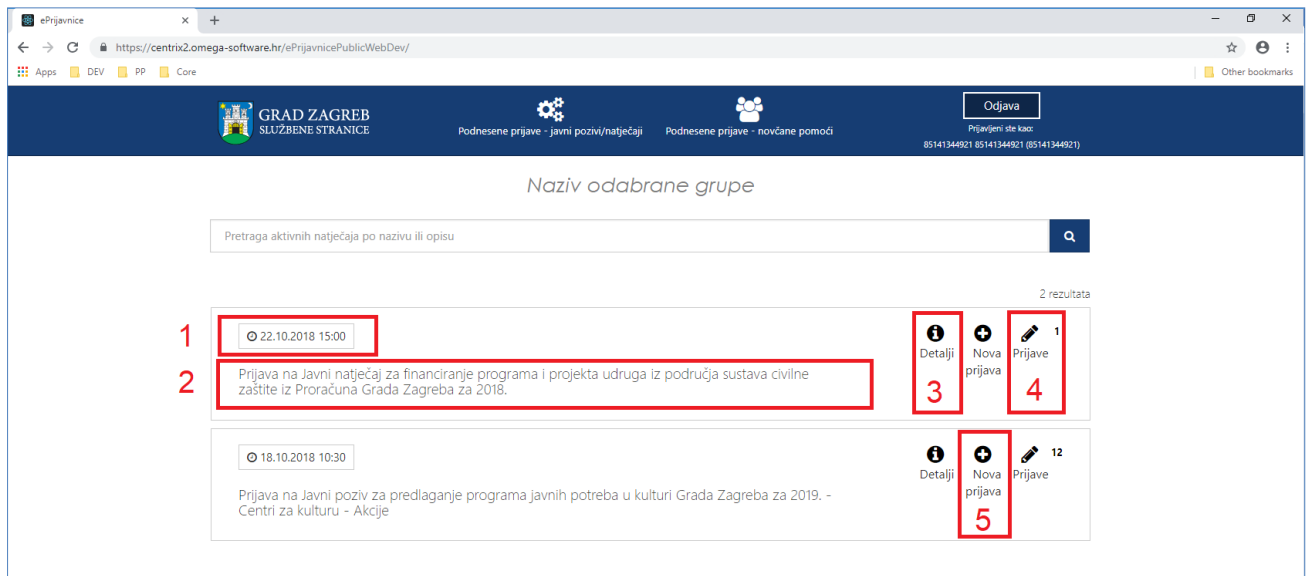 ePrijavnice
https://centrix2.omega-software.hr/ePrijavnicePublicWebDev/
Apps DEV PP Core Other bookmarks
GRAD ZAGREB
SLUŽBENE STRANICE
Podnesene prijave - javni pozivi/natječaji
Podnesene prijave - novčane pomoći
Odjava
Prijavljeni ste kao:
85141344921 85141344921 (85141344921)
Naziv odabrane grupe
Pretraga aktivnih natječaja po nazivu ili opisu
2 rezultata
1
22.10.2018 15:00
2
Prijava na Javni natječaj za financiranje programa i projekta udruga iz područja sustava civilne
zaštite iz Proračuna Grada Zagreba za 2018.
Detalji
3
Nova
prijava
1
Prijave
4
18.10.2018 10:30
Prijava na Javni poziv za predlaganje programa javnih potreba u kulturi Grada Zagreba za 2019. -
Centri za kulturu - Akcije
Detalji
Nova
prijava
5
12
Prijave